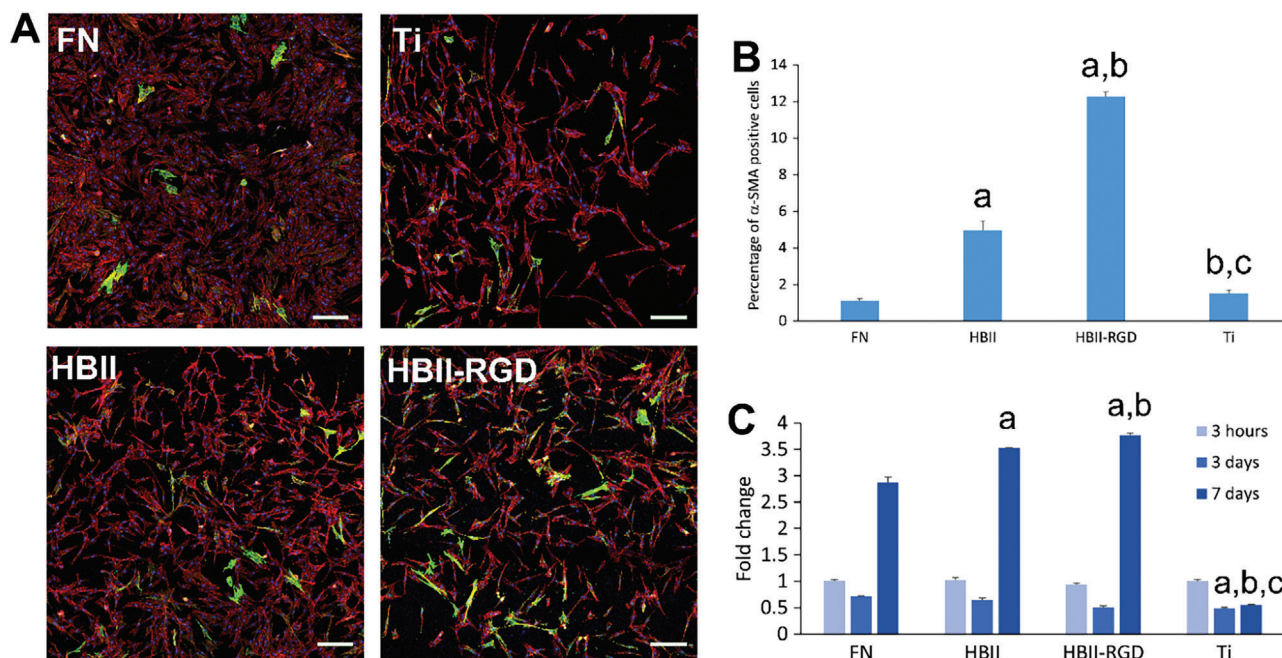 A
FN
Ti
HBII
HBII-RGD
B
Percentage of α-SMA positive cells
14
12
10
8
6
4
2
0
a
a,b
b,c
FN HBII HBII-RGD Ti
C
Fold change
4
3.5
3
2.5
2
1.5
1
0.5
0
a
a,b
a,b,c
3 hours
3 days
7 days
FN HBII HBII-RGD Ti